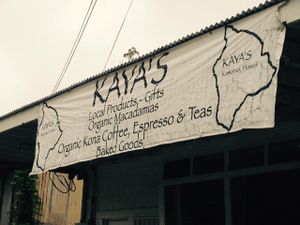 KAYA'S
Local Products - Gifts
Organic Macadamias
Organic Kona Coffee, Espresso & Teas
Baked Goods
KAYA'S
KAYA'S